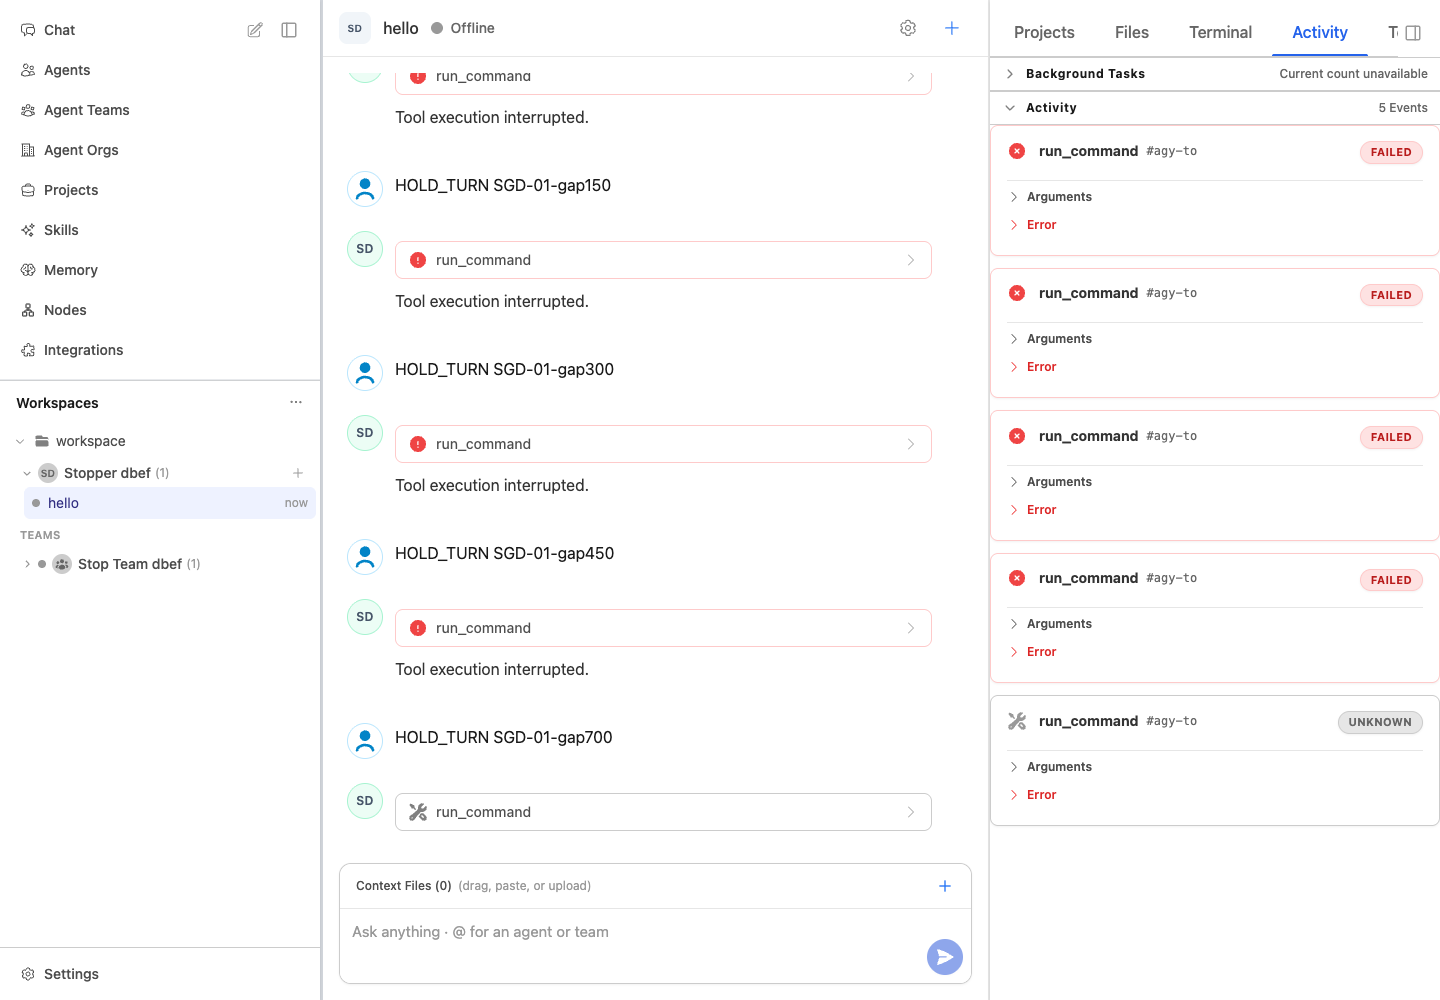 Chat
Agents
Agent Teams
Agent Orgs
Projects
Skills
Memory
Nodes
Integrations
Workspaces
workspace
SD Stopper dbef (1)
hello now
TEAMS
Stop Team dbef (1)
Settings
SD hello Offline
run_command
Tool execution interrupted.
HOLD_TURN SGD-01-gap150
SD
run_command
Tool execution interrupted.
HOLD_TURN SGD-01-gap300
SD
run_command
Tool execution interrupted.
HOLD_TURN SGD-01-gap450
SD
run_command
Tool execution interrupted.
HOLD_TURN SGD-01-gap700
SD
run_command
Context Files (0) (drag, paste, or upload)
Ask anything · @ for an agent or team
Projects Files Terminal Activity
Background Tasks Current count unavailable
Activity 5 Events
run_command #agy-to FAILED
Arguments
Error
run_command #agy-to FAILED
Arguments
Error
run_command #agy-to FAILED
Arguments
Error
run_command #agy-to FAILED
Arguments
Error
run_command #agy-to UNKNOWN
Arguments
Error